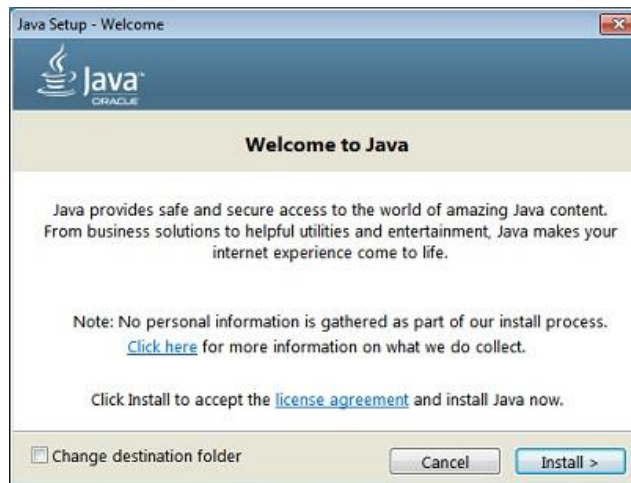 Java Setup - Welcome
Java
ORACLE
Welcome to Java
Java provides safe and secure access to the world of amazing Java content.
From business solutions to helpful utilities and entertainment, Java makes your
internet experience come to life.
Note: No personal information is gathered as part of our install process.
Click here for more information on what we do collect.
Click Install to accept the license agreement and install Java now.
Change destination folder
Cancel
Install >